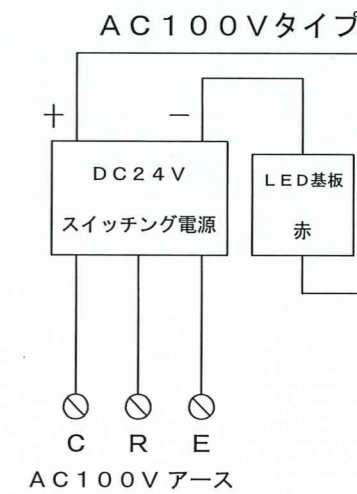 AC100Vタイプ
+ −
DC24V
スイッチング電源
LED基板
赤
C R E
AC100V アース